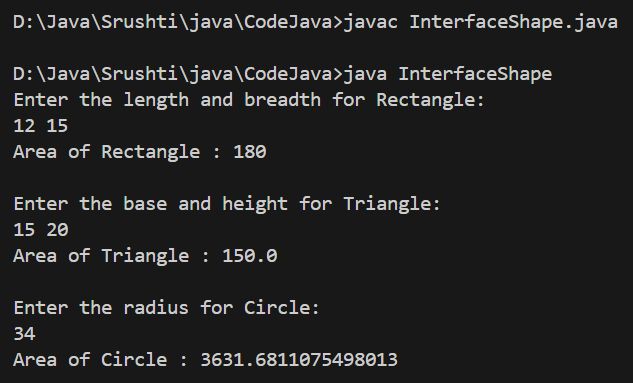 D:\Java\Srushti\java\CodeJava>javac InterfaceShape.java
D:\Java\Srushti\java\CodeJava>java InterfaceShape
Enter the length and breadth for Rectangle:
12 15
Area of Rectangle : 180
Enter the base and height for Triangle:
15 20
Area of Triangle : 150.0
Enter the radius for Circle:
34
Area of Circle : 3631.6811075498013